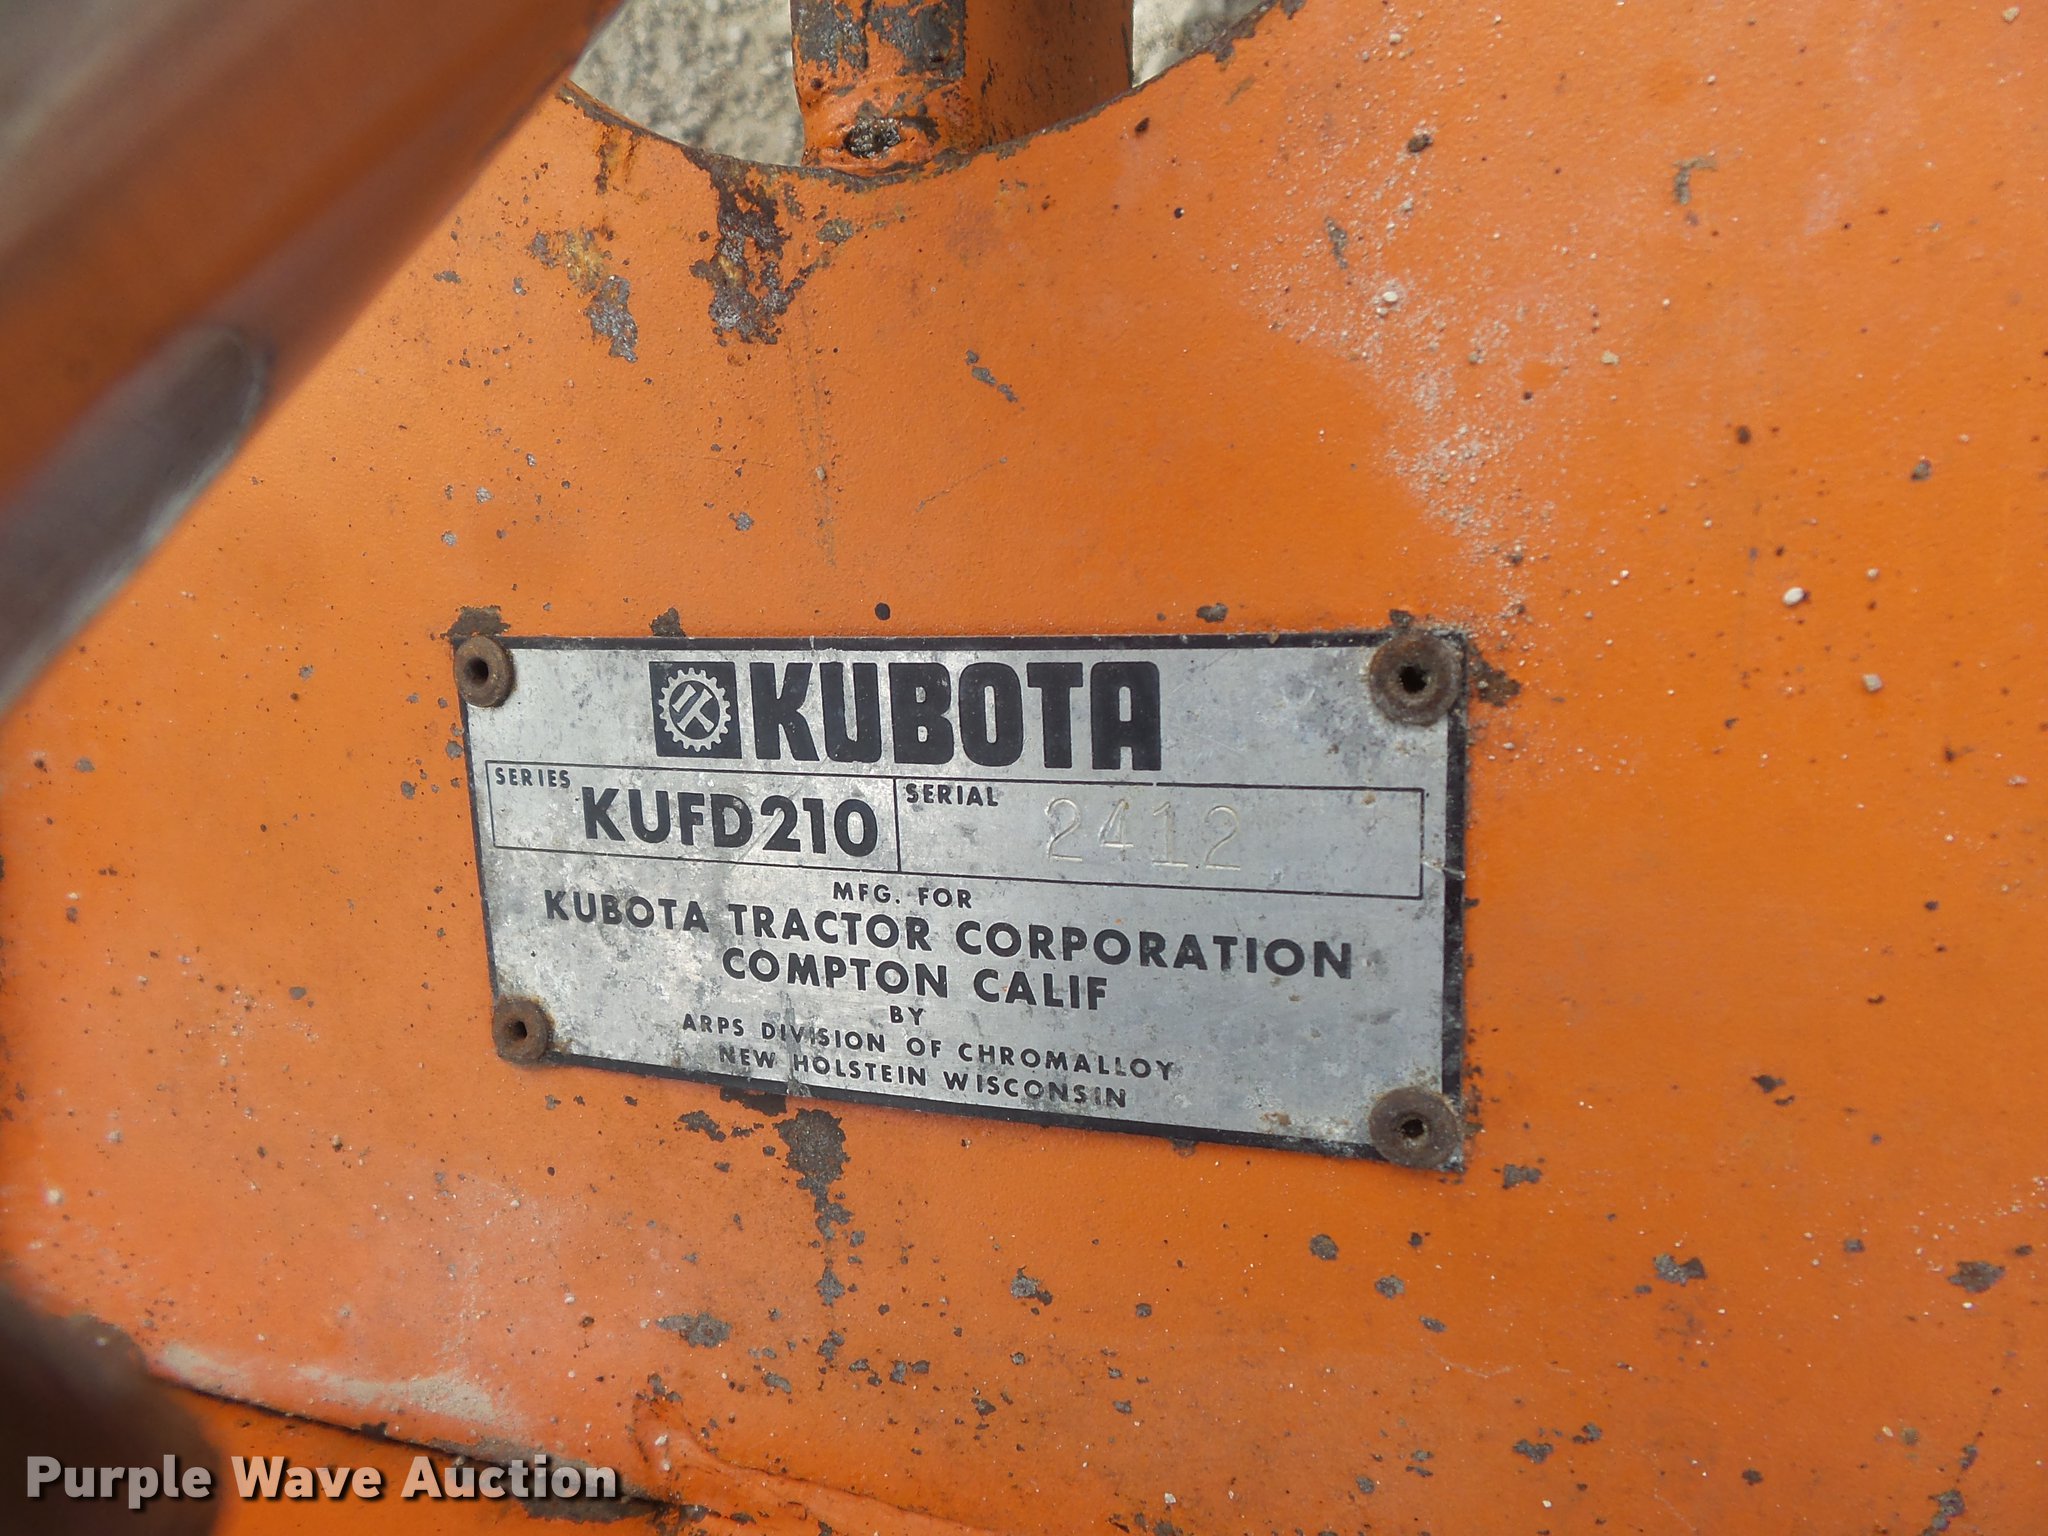 KUBOTA
SERIES KUFD210
SERIAL 2412
MFG. FOR
KUBOTA TRACTOR CORPORATION
COMPTON CALIF
BY
ARPS DIVISION OF CHROMALLOY
NEW HOLSTEIN WISCONSIN
Purple Wave Auction